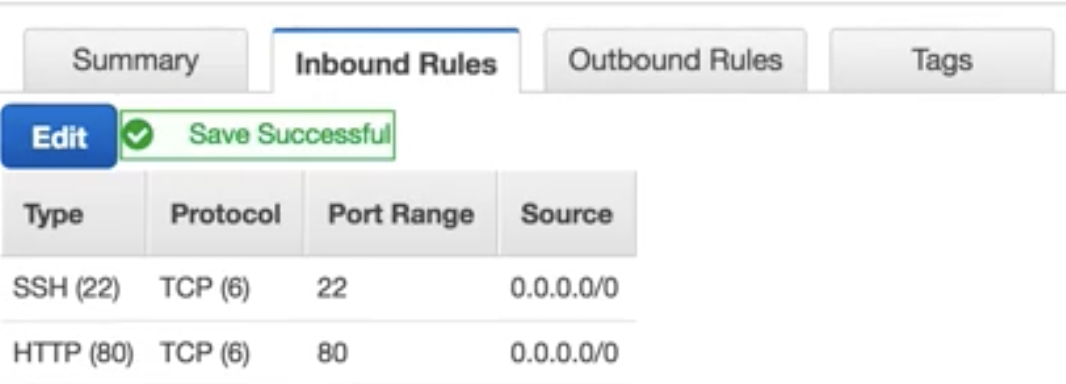 Summary Inbound Rules Outbound Rules Tags
Edit Save Successful
Type Protocol Port Range Source
SSH (22) TCP (6) 22 0.0.0.0/0
HTTP (80) TCP (6) 80 0.0.0.0/0